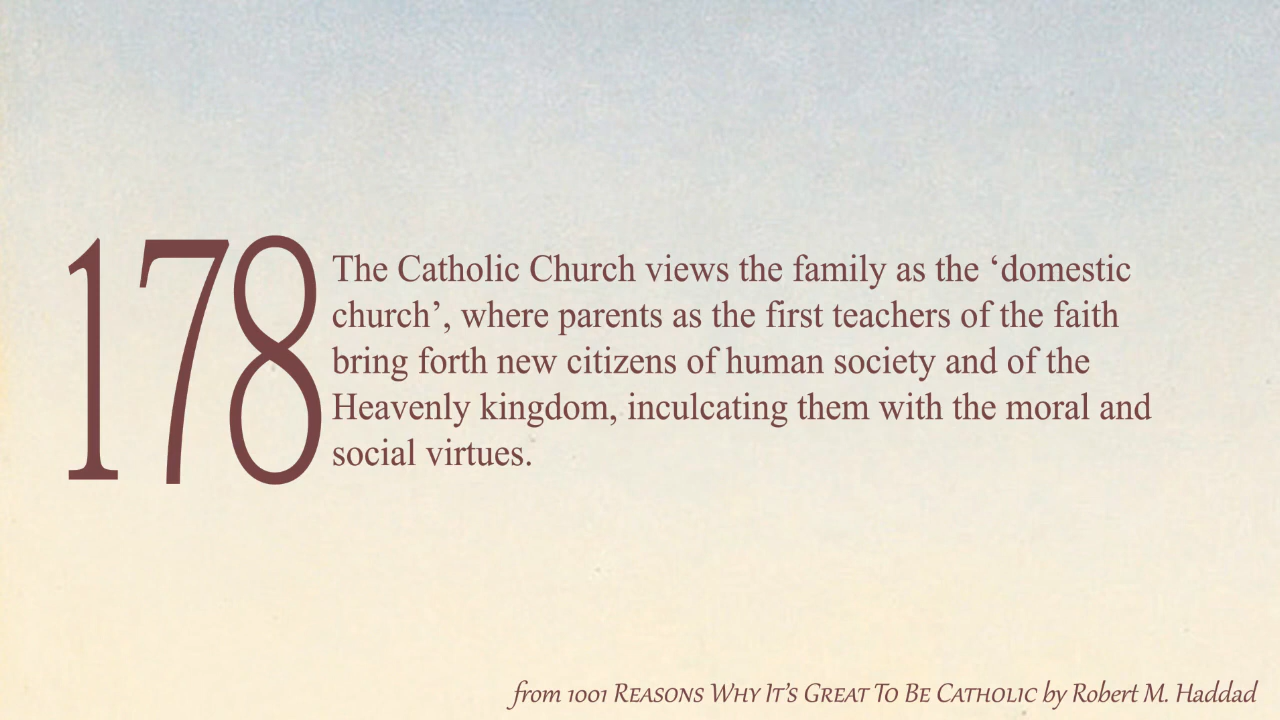 178
The Catholic Church views the family as the ‘domestic
church’, where parents as the first teachers of the faith
bring forth new citizens of human society and of the
Heavenly kingdom, inculcating them with the moral and
social virtues.
from 1001 Reasons Why It’s Great To Be Catholic by Robert M. Haddad